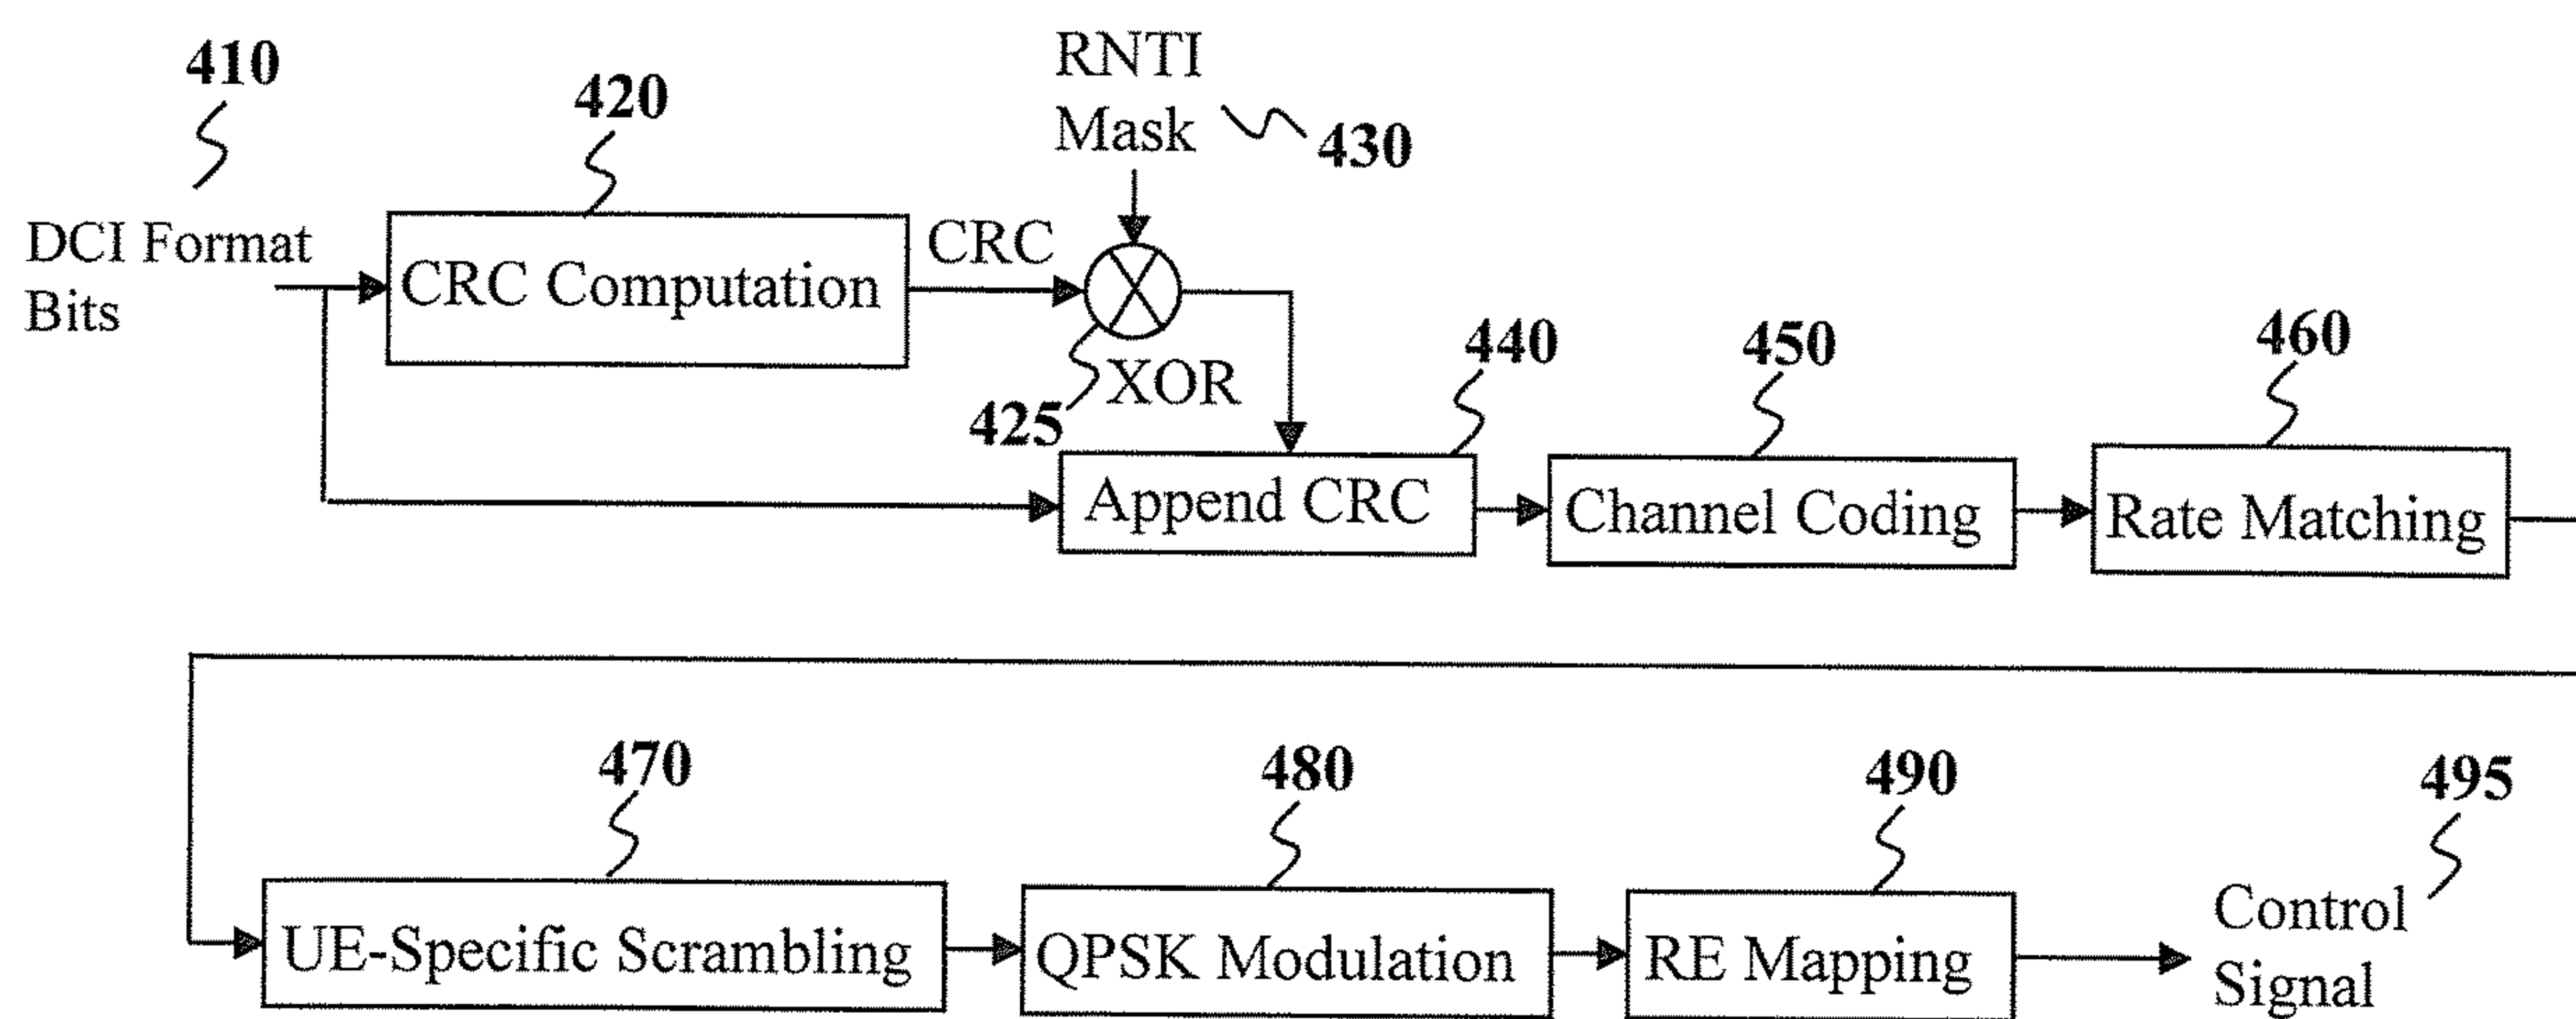 410
420
RNTI
Mask
430
DCI Format
Bits
CRC Computation
CRC
XOR
425
440
450
460
Append CRC
Channel Coding
Rate Matching
470
480
490
495
UE-Specific Scrambling
QPSK Modulation
RE Mapping
Control
Signal